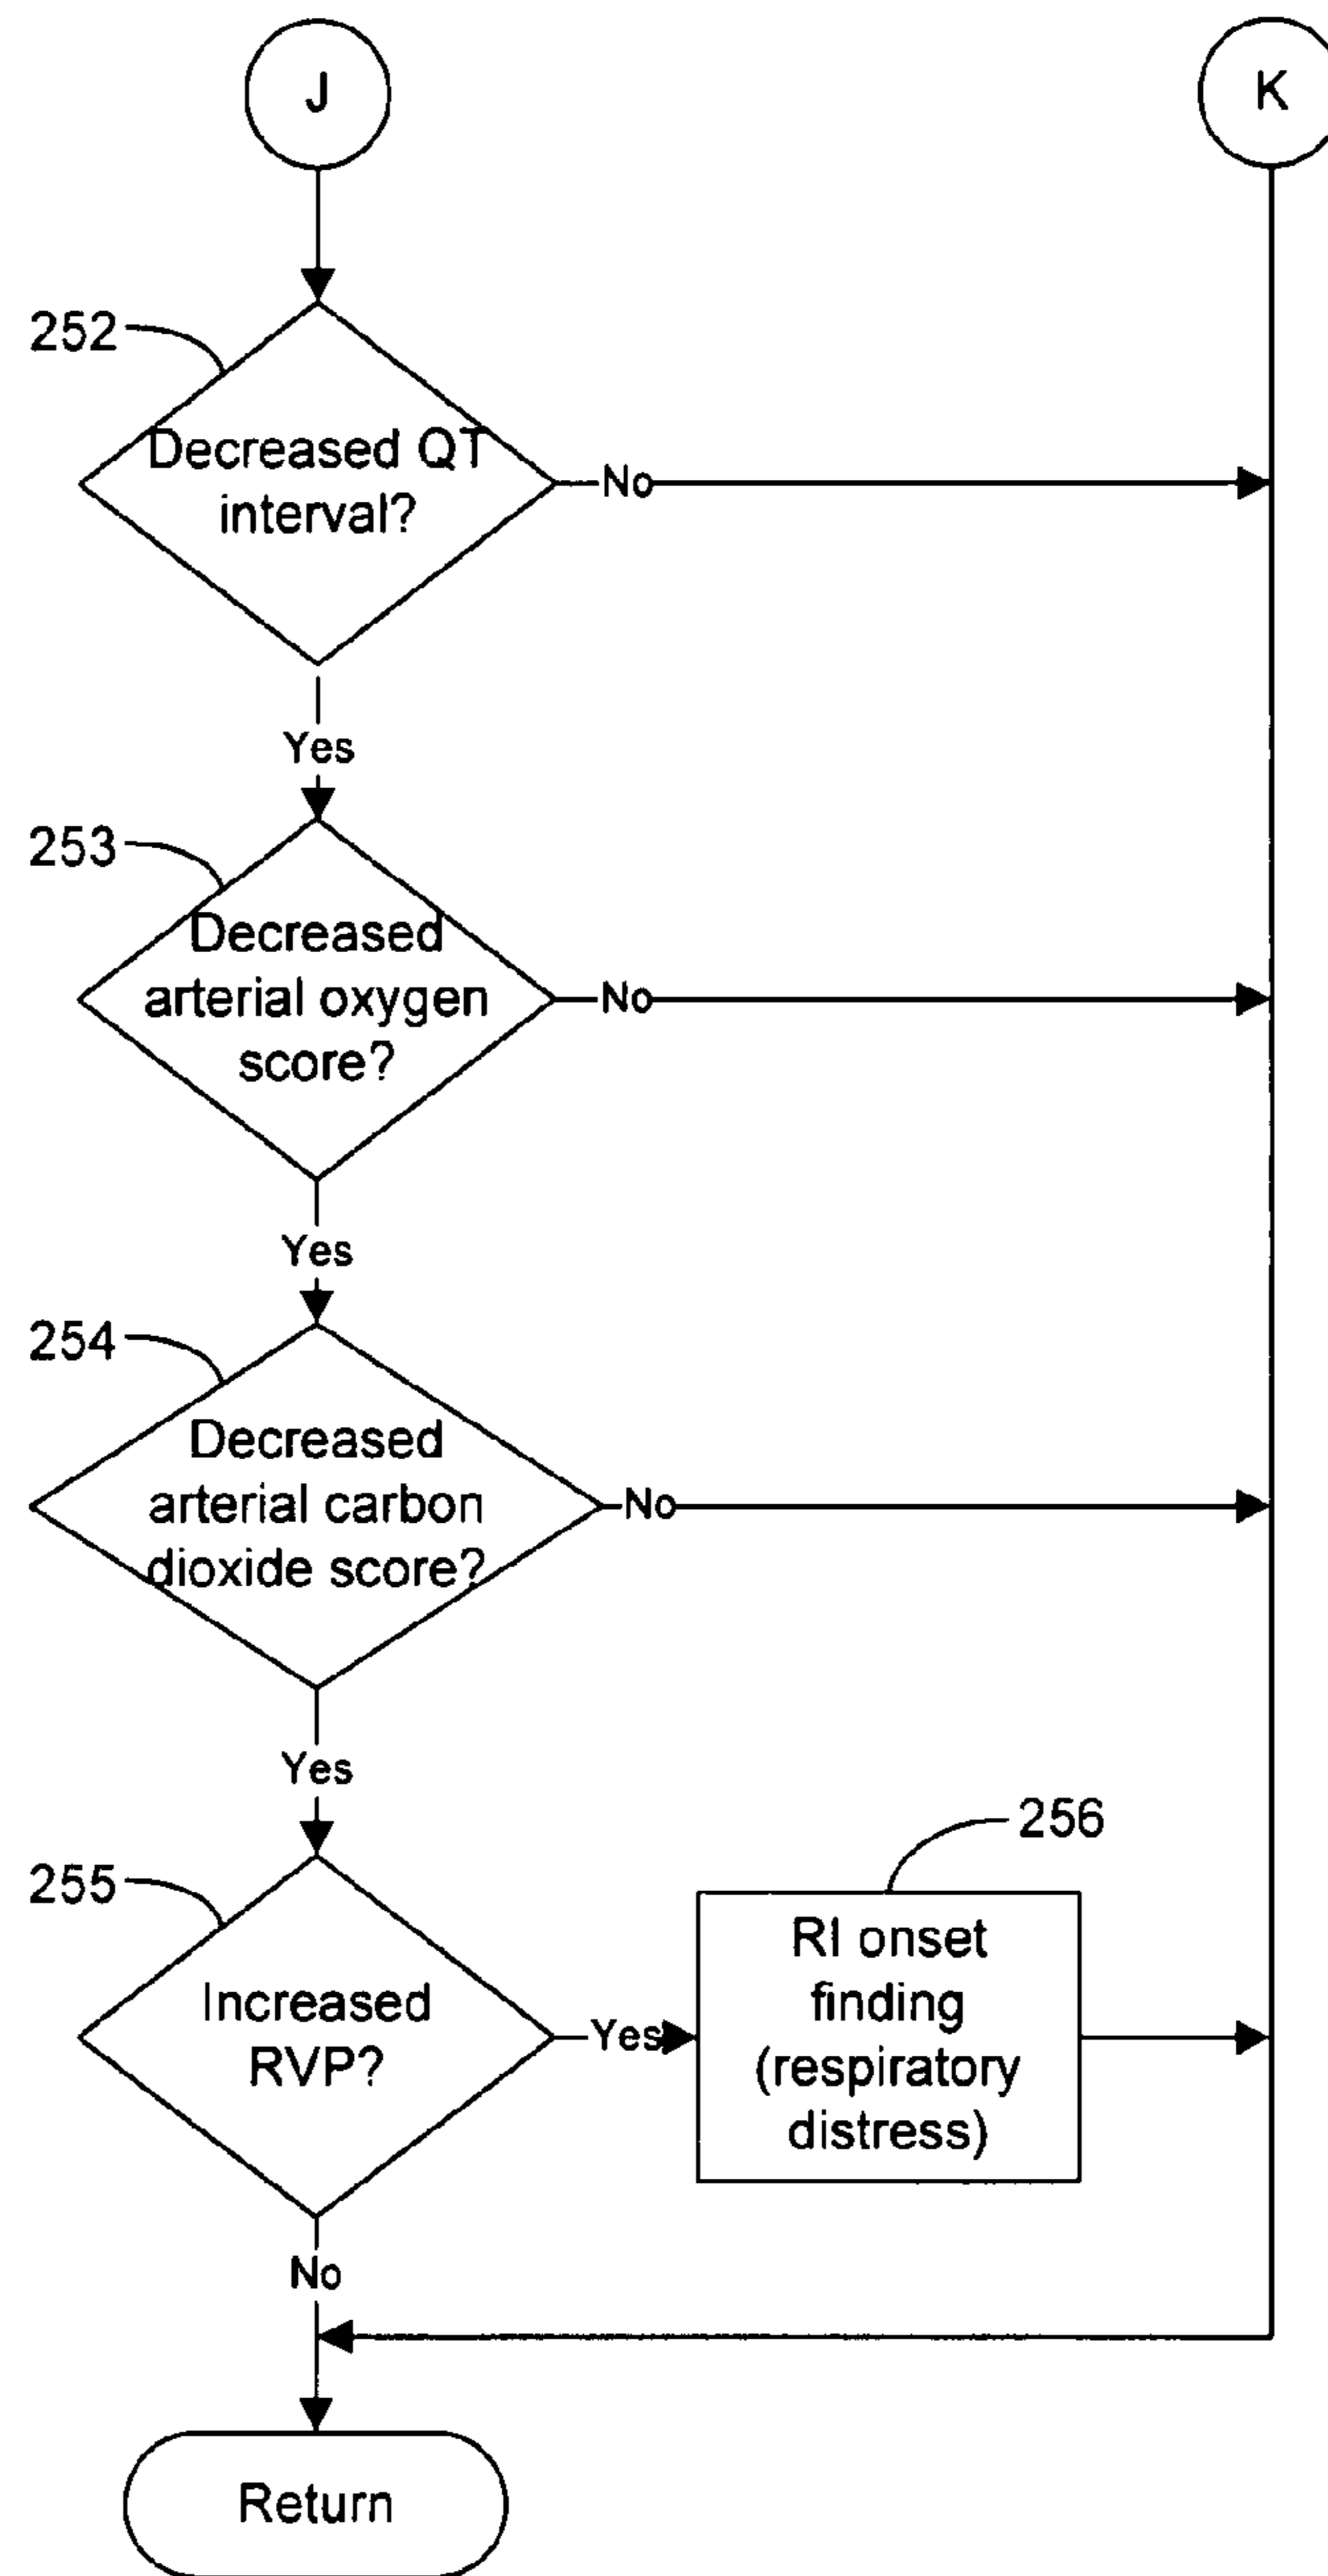 J
K
252
Decreased QT
interval?
No
Yes
253
Decreased
arterial oxygen
score?
No
Yes
254
Decreased
arterial carbon
dioxide score?
No
Yes
255
Increased
RVP?
Yes
256
RI onset
finding
(respiratory
distress)
No
Return